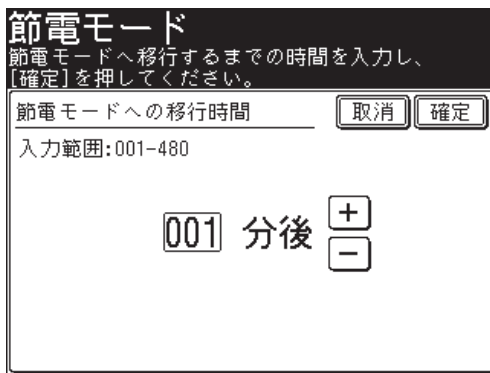 節電モード
節電モードへ移行するまでの時間を入力し、
[確定]を押してください。
節電モードへの移行時間 取消 確定
入力範囲:001-480
001 分後 +
−